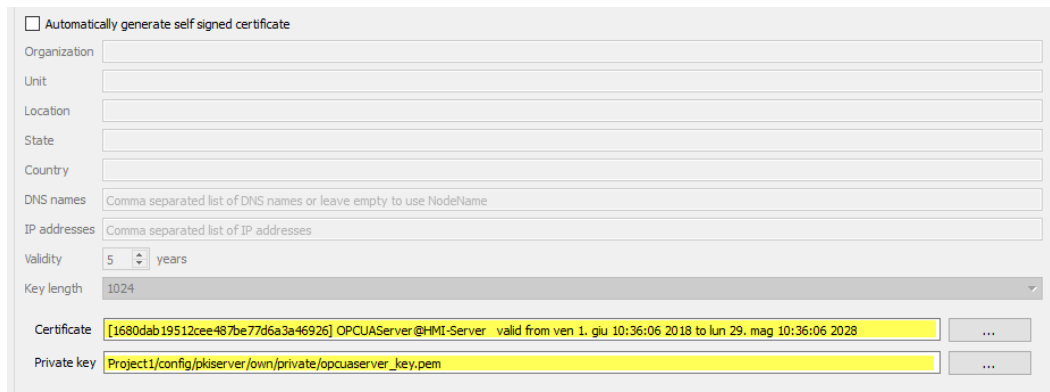 Automatically generate self signed certificate
Organization
Unit
Location
State
Country
DNS names Comma separated list of DNS names or leave empty to use NodeName
IP addresses Comma separated list of IP addresses
Validity 5 years
Key length 1024
Certificate [1680dab19512cee487be77d6a3a46926] OPCUAServer@HMI-Server valid from ven 1. giu 10:36:06 2018 to lun 29. mag 10:36:06 2028 ...
Private key Project1/config/pkiserver/own/private/opcuaserver_key.pem ...